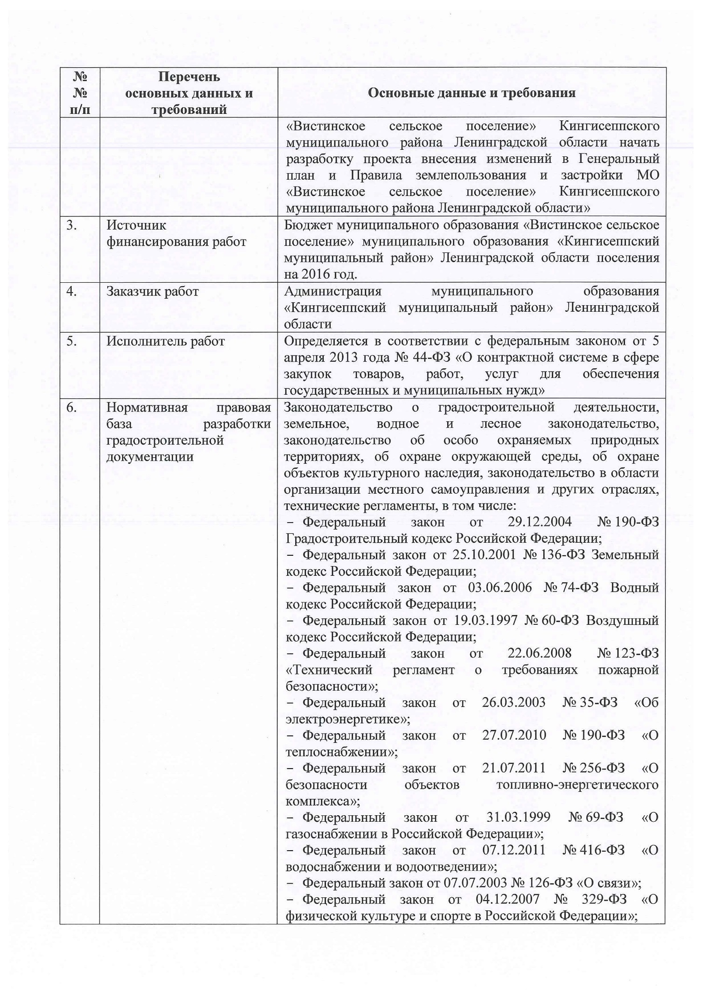 №
№
п/п
Перечень
основных данных и
требований
Основные данные и требования
«Вистинское сельское поселение» Кингисеппского
муниципального района Ленинградской области начать
разработку проекта внесения изменений в Генеральный
план и Правила землепользования и застройки МО
«Вистинское сельское поселение» Кингисеппского
муниципального района Ленинградской области»
3.
Источник
финансирования работ
Бюджет муниципального образования «Вистинское сельское
поселение» муниципального образования «Кингисеппский
муниципальный район» Ленинградской области поселения
на 2016 год.
4.
Заказчик работ
Администрация муниципального образования
«Кингисеппский муниципальный район» Ленинградской
области
5.
Исполнитель работ
Определяется в соответствии с федеральным законом от 5
апреля 2013 года № 44-ФЗ «О контрактной системе в сфере
закупок товаров, работ, услуг для обеспечения
государственных и муниципальных нужд»
6.
Нормативная правовая
база разработки
градостроительной
документации
Законодательство о градостроительной деятельности,
земельное, водное и лесное законодательство,
законодательство об особо охраняемых природных
территориях, об охране окружающей среды, об охране
объектов культурного наследия, законодательство в области
организации местного самоуправления и других отраслях,
технические регламенты, в том числе:
− Федеральный закон от 29.12.2004 № 190-ФЗ
Градостроительный кодекс Российской Федерации;
− Федеральный закон от 25.10.2001 № 136-ФЗ Земельный
кодекс Российской Федерации;
− Федеральный закон от 03.06.2006 № 74-ФЗ Водный
кодекс Российской Федерации;
− Федеральный закон от 19.03.1997 № 60-ФЗ Воздушный
кодекс Российской Федерации;
− Федеральный закон от 22.06.2008 № 123-ФЗ
«Технический регламент о требованиях пожарной
безопасности»;
− Федеральный закон от 26.03.2003 № 35-ФЗ «Об
электроэнергетике»;
− Федеральный закон от 27.07.2010 № 190-ФЗ «О
теплоснабжении»;
− Федеральный закон от 21.07.2011 № 256-ФЗ «О
безопасности объектов топливно-энергетического
комплекса»;
− Федеральный закон от 31.03.1999 № 69-ФЗ «О
газоснабжении в Российской Федерации»;
− Федеральный закон от 07.12.2011 № 416-ФЗ «О
водоснабжении и водоотведении»;
− Федеральный закон от 07.07.2003 № 126-ФЗ «О связи»;
− Федеральный закон от 04.12.2007 № 329-ФЗ «О
физической культуре и спорте в Российской Федерации»;